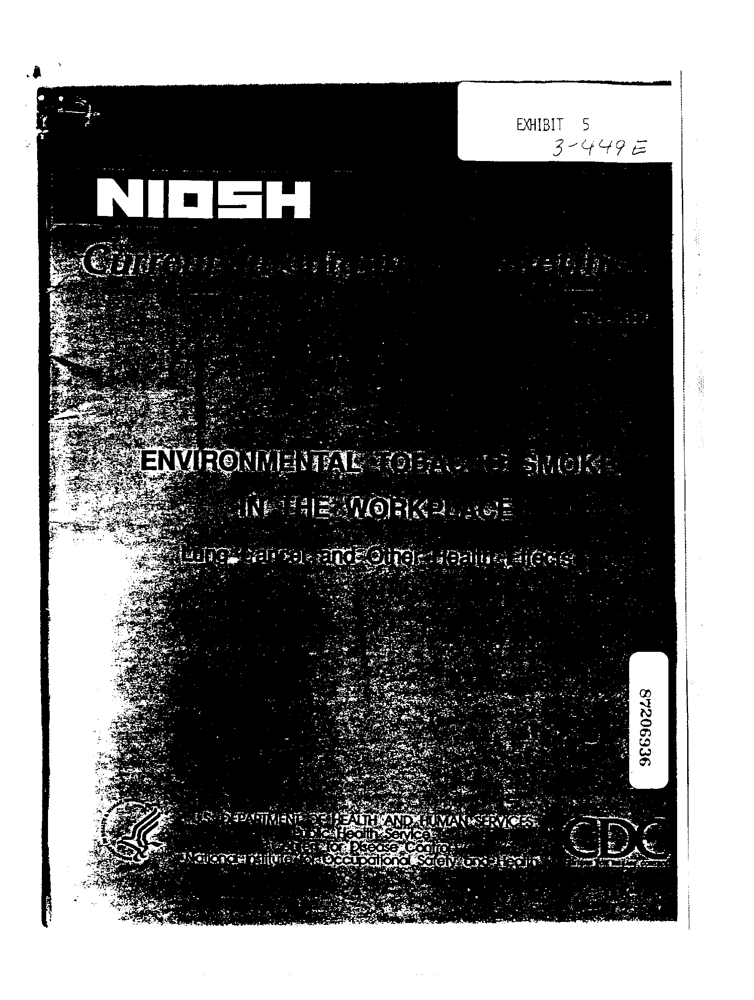 EXHIBIT 5
3-449E
NIOSH
Current
ENVIRONMENTAL TOBACCO SMOKE
IN THE WORKPLACE
Lung Cancer and Other Health Effects
87206936
U.S. DEPARTMENT OF HEALTH AND HUMAN SERVICES
Public Health Service
for Disease Control
National Institute for Occupational Safety and Health
CDC